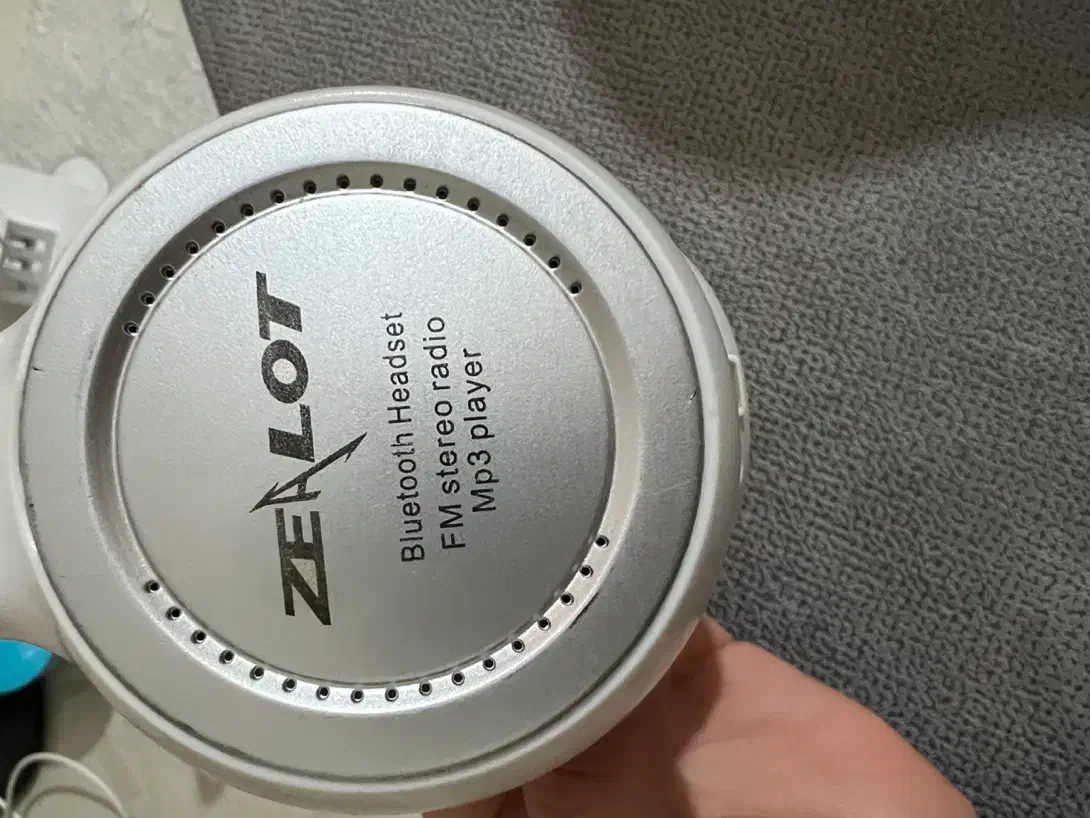 ZEALOT
Bluetooth Headset
FM stereo radio
Mp3 player